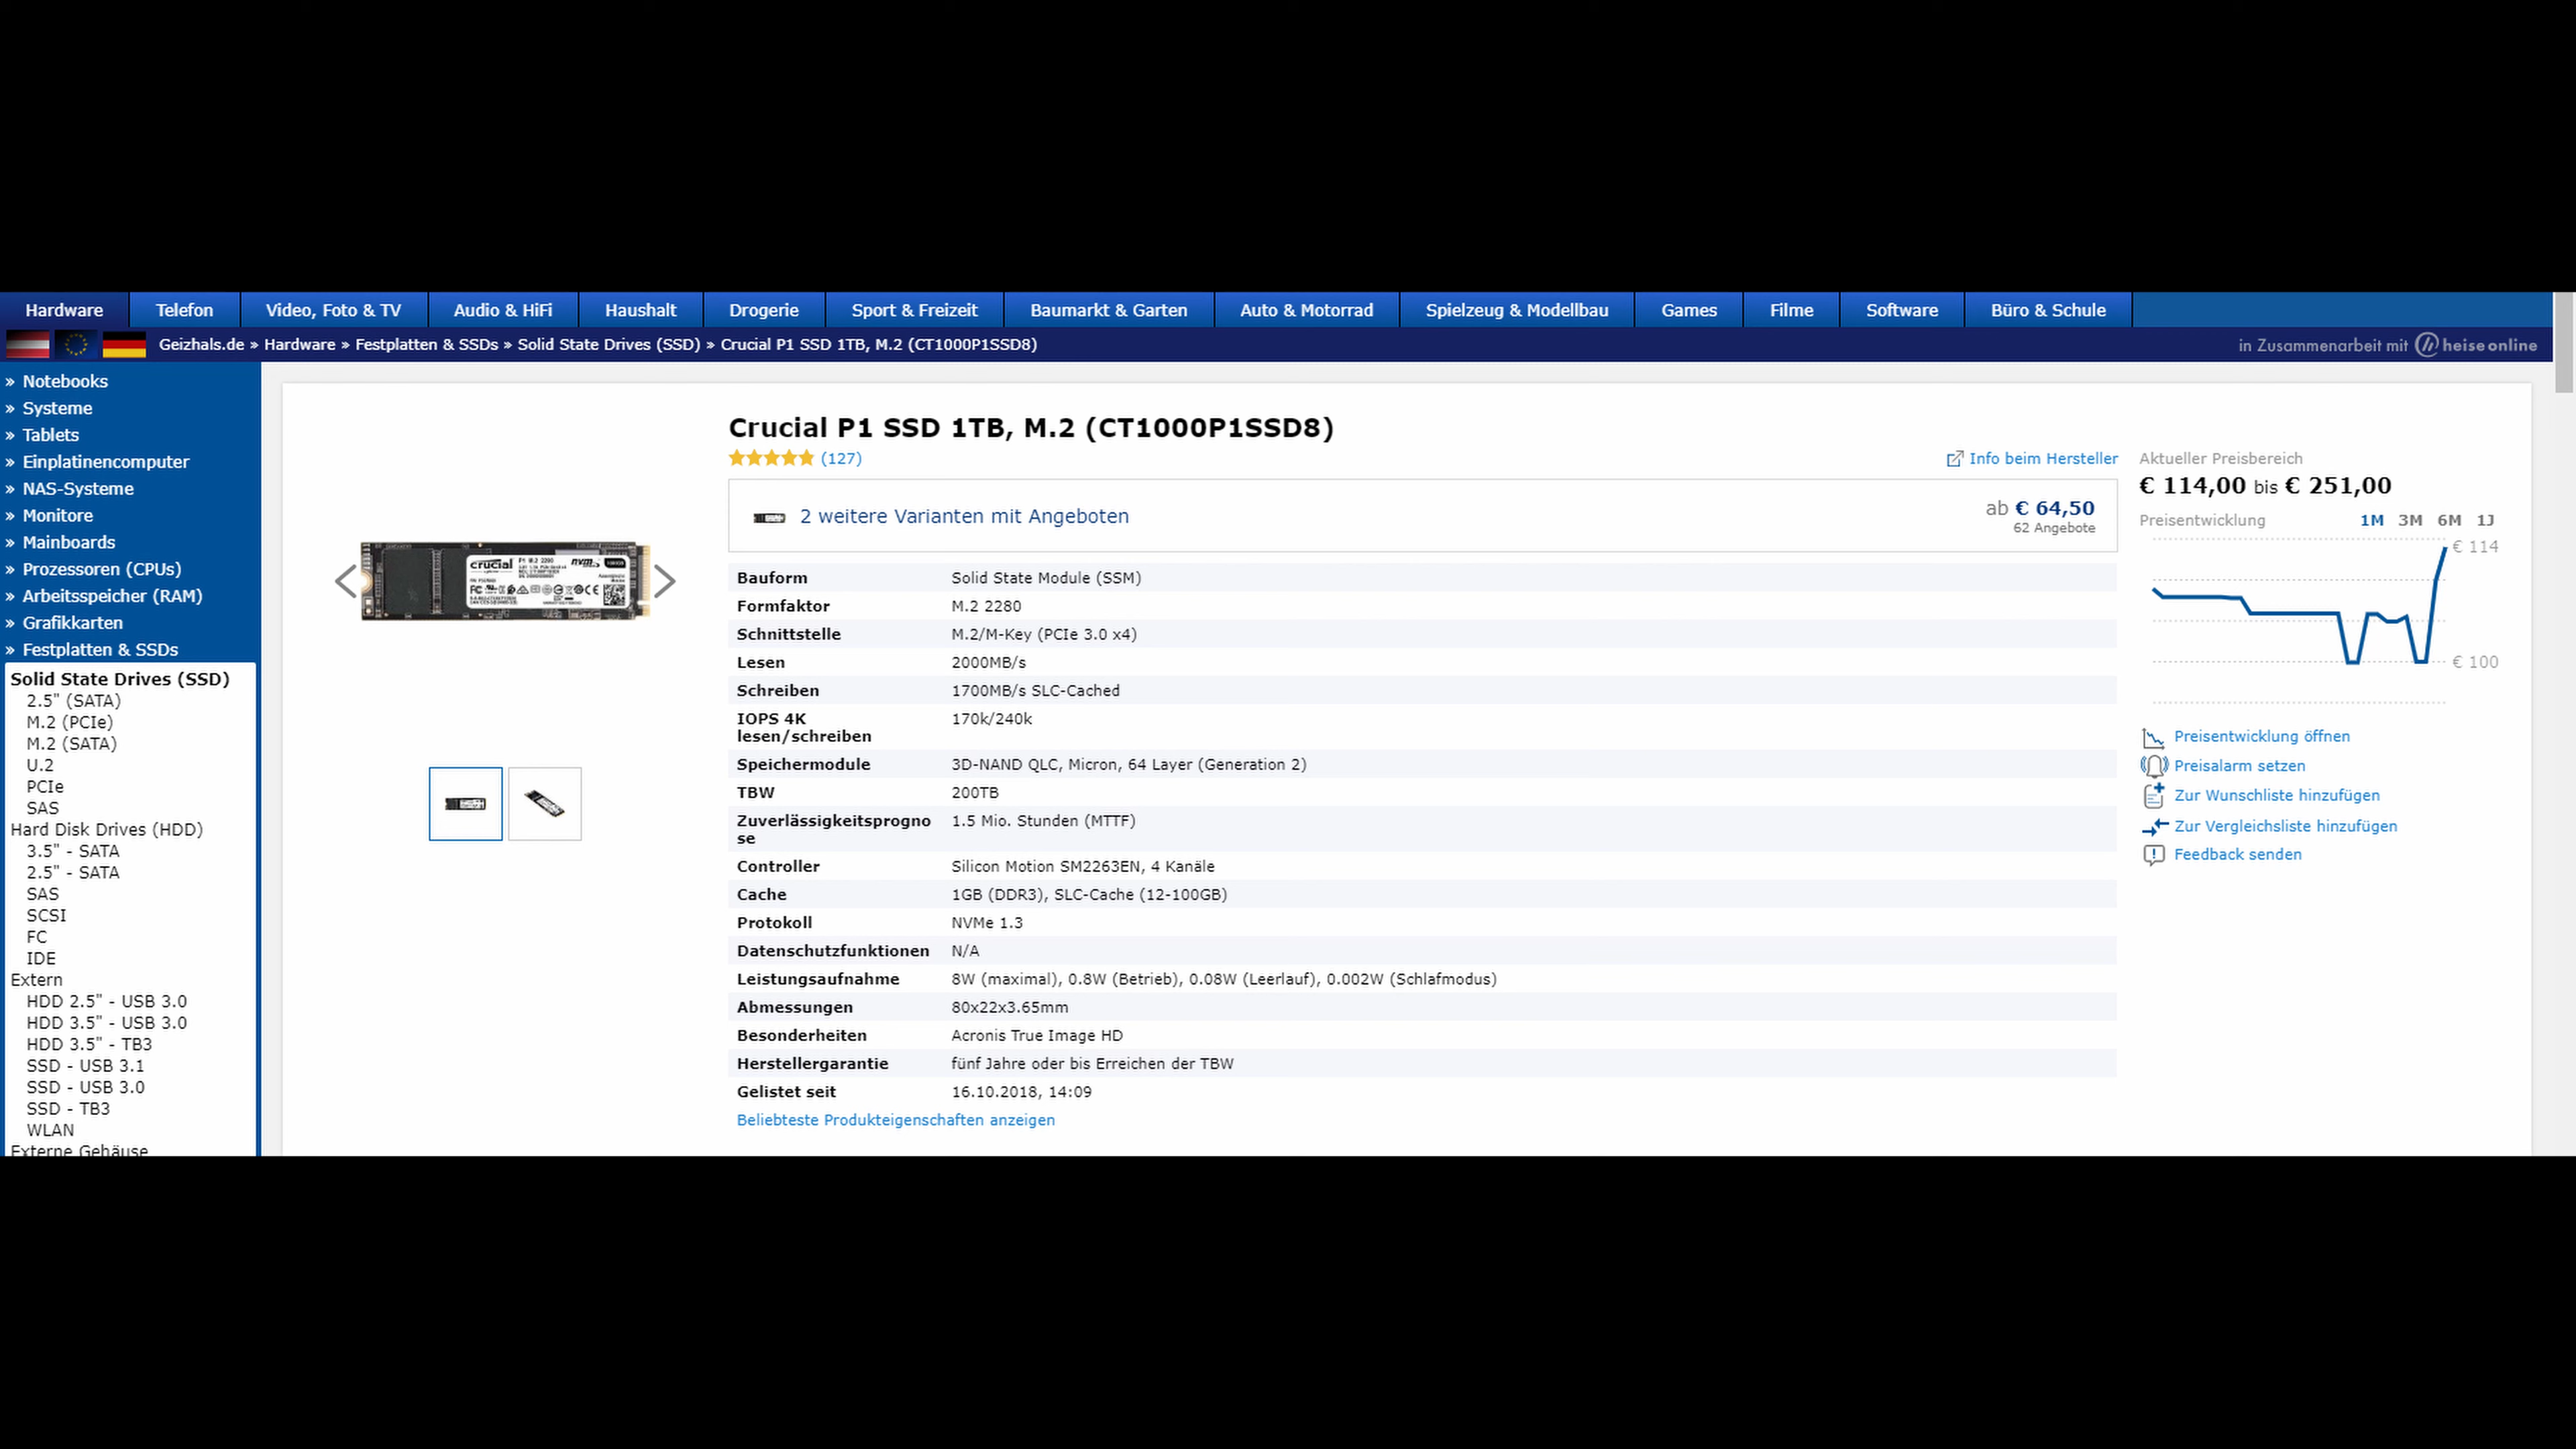 Hardware Telefon Video, Foto & TV Audio & HiFi Haushalt Drogerie Sport & Freizeit Baumarkt & Garten Auto & Motorrad Spielzeug & Modellbau Games Filme Software Büro & Schule
Geizhals.de » Hardware » Festplatten & SSDs » Solid State Drives (SSD) » Crucial P1 SSD 1TB, M.2 (CT1000P1SSD8)
in Zusammenarbeit mit heise online
» Notebooks
» Systeme
» Tablets
» Einplatinencomputer
» NAS-Systeme
» Monitore
» Mainboards
» Prozessoren (CPUs)
» Arbeitsspeicher (RAM)
» Grafikkarten
» Festplatten & SSDs
Solid State Drives (SSD)
2.5" (SATA)
M.2 (PCIe)
M.2 (SATA)
U.2
PCIe
SAS
Hard Disk Drives (HDD)
3.5" - SATA
2.5" - SATA
SAS
SCSI
FC
IDE
Extern
HDD 2.5" - USB 3.0
HDD 3.5" - USB 3.0
HDD 3.5" - TB3
SSD - USB 3.1
SSD - USB 3.0
SSD - TB3
WLAN
Externe Gehäuse
crucial P1 M.2 2280 nvm
Crucial P1 SSD 1TB, M.2 (CT1000P1SSD8)
(127)
Info beim Hersteller
2 weitere Varianten mit Angeboten
ab € 64,50
62 Angebote
Bauform Solid State Module (SSM)
Formfaktor M.2 2280
Schnittstelle M.2/M-Key (PCIe 3.0 x4)
Lesen 2000MB/s
Schreiben 1700MB/s SLC-Cached
IOPS 4K 170k/240k
lesen/schreiben
Speichermodule 3D-NAND QLC, Micron, 64 Layer (Generation 2)
TBW 200TB
Zuverlässigkeitsprogno 1.5 Mio. Stunden (MTTF)
se
Controller Silicon Motion SM2263EN, 4 Kanäle
Cache 1GB (DDR3), SLC-Cache (12-100GB)
Protokoll NVMe 1.3
Datenschutzfunktionen N/A
Leistungsaufnahme 8W (maximal), 0.8W (Betrieb), 0.08W (Leerlauf), 0.002W (Schlafmodus)
Abmessungen 80x22x3.65mm
Besonderheiten Acronis True Image HD
Herstellergarantie fünf Jahre oder bis Erreichen der TBW
Gelistet seit 16.10.2018, 14:09
Beliebteste Produkteigenschaften anzeigen
Aktueller Preisbereich
€ 114,00 bis € 251,00
Preisentwicklung 1M 3M 6M 1J
€ 114
€ 100
Preisentwicklung öffnen
Preisalarm setzen
Zur Wunschliste hinzufügen
Zur Vergleichsliste hinzufügen
Feedback senden